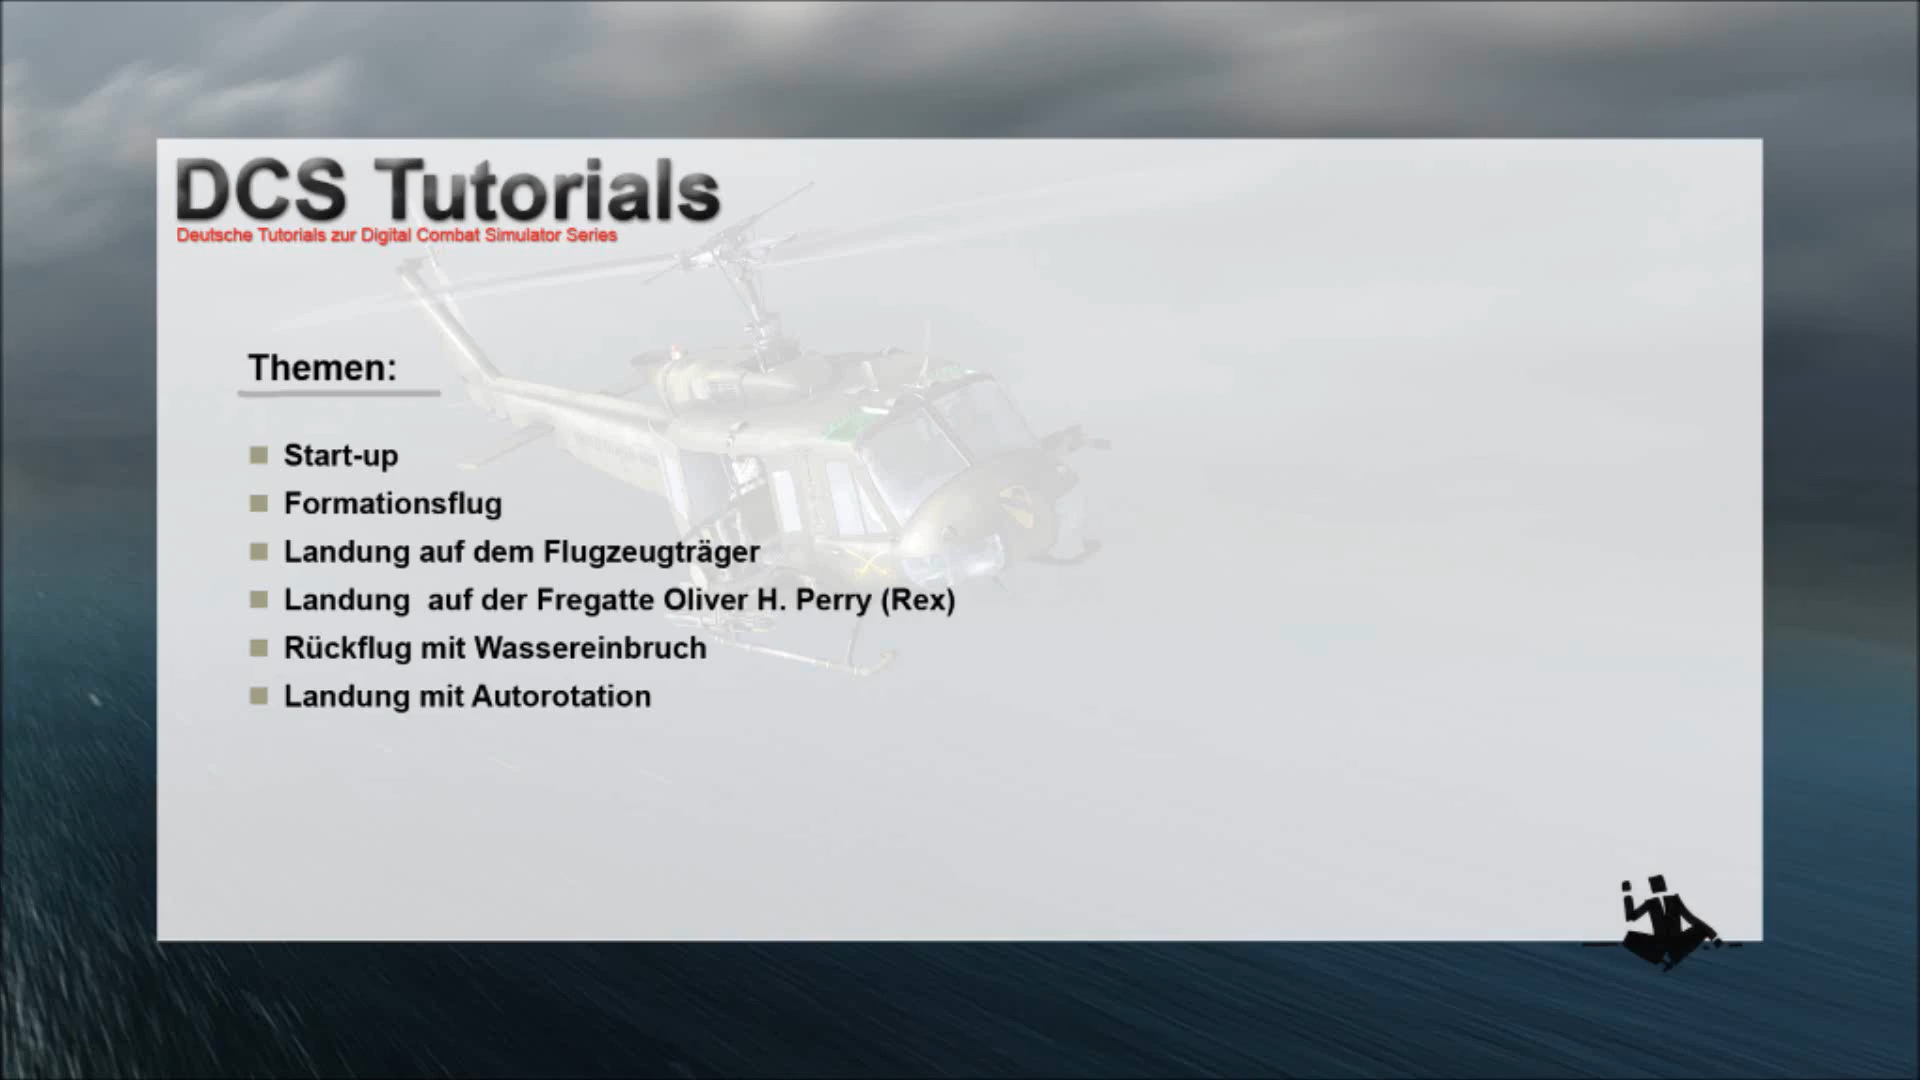 DCS Tutorials
Deutsche Tutorials zur Digital Combat Simulator Series
Themen:
Start-up
Formationsflug
Landung auf dem Flugzeugträger
Landung  auf der Fregatte Oliver H. Perry (Rex)
Rückflug mit Wassereinbruch
Landung mit Autorotation